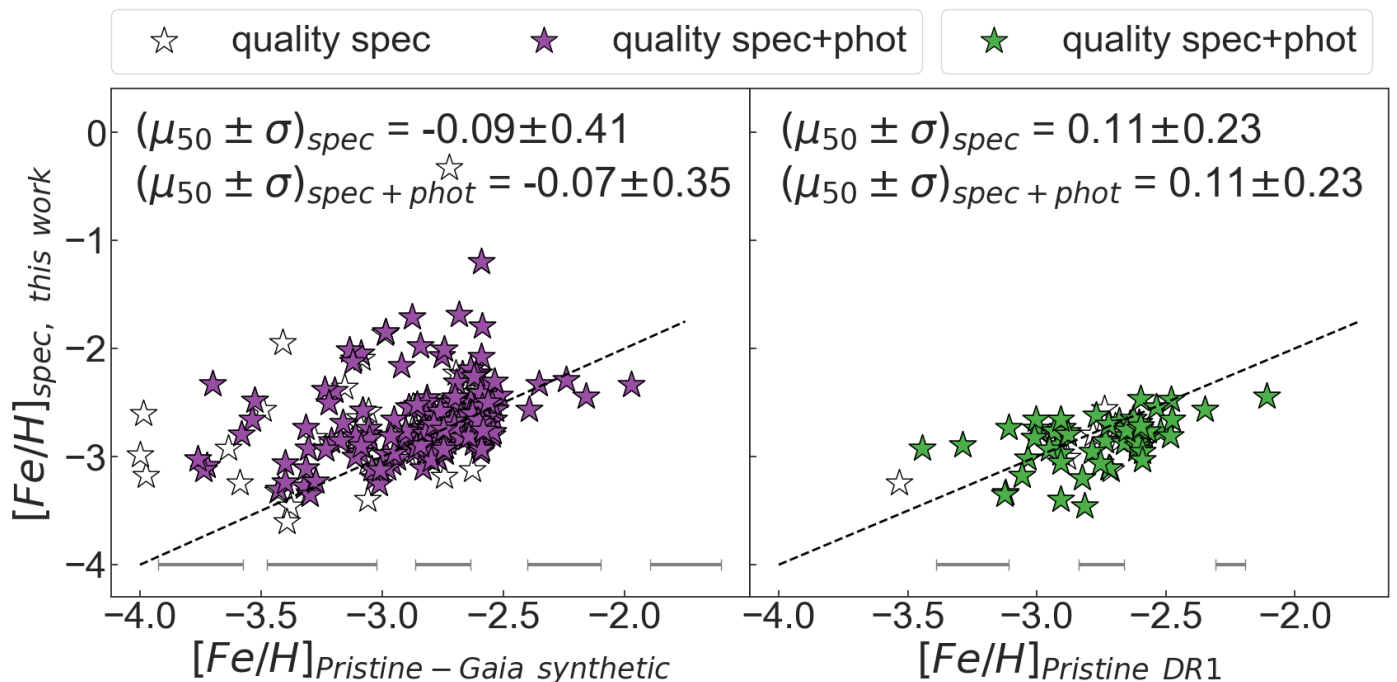 quality spec quality spec+phot quality spec+phot
(μ50 ± σ)spec = -0.09±0.41
(μ50 ± σ)spec+phot = -0.07±0.35
(μ50 ± σ)spec = 0.11±0.23
(μ50 ± σ)spec+phot = 0.11±0.23
[Fe/H]spec, this work
0
−1
−2
−3
−4
−4.0 −3.5 −3.0 −2.5 −2.0
−4.0 −3.5 −3.0 −2.5 −2.0
[Fe/H]Pristine−Gaia synthetic
[Fe/H]Pristine DR1